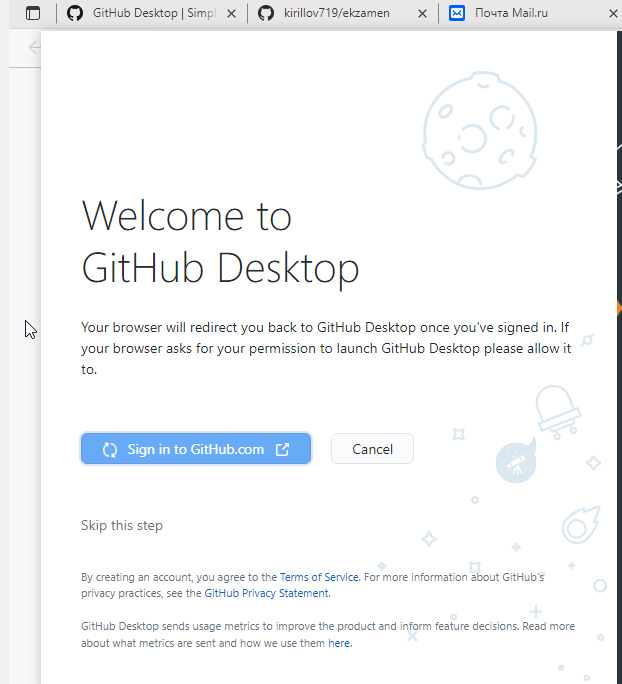 GitHub Desktop | Simpl
kirillov719/ekzamen
Почта Mail.ru
Welcome to
GitHub Desktop
Your browser will redirect you back to GitHub Desktop once you've signed in. If
your browser asks for your permission to launch GitHub Desktop please allow it
to.
Sign in to GitHub.com
Cancel
Skip this step
By creating an account, you agree to the Terms of Service. For more information about GitHub's
privacy practices, see the GitHub Privacy Statement.
GitHub Desktop sends usage metrics to improve the product and inform feature decisions. Read more
about what metrics are sent and how we use them here.